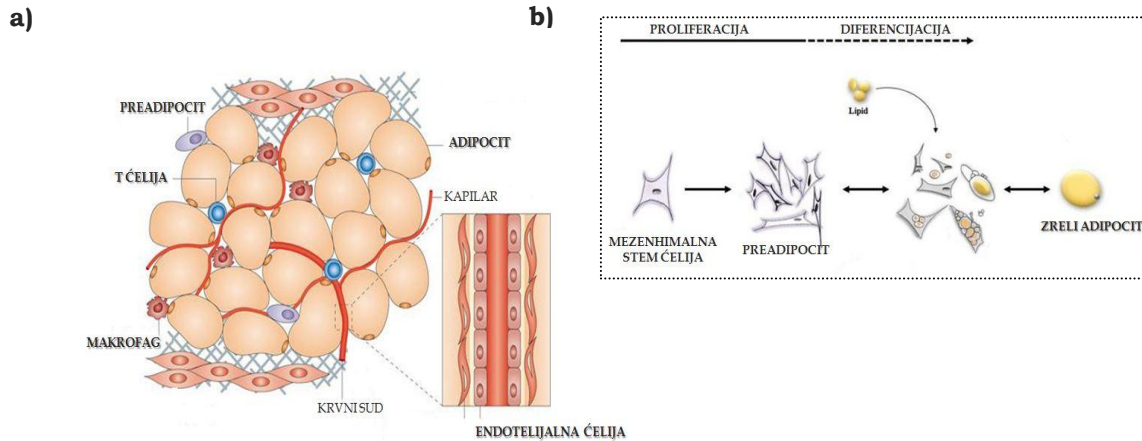 a)
PREADIPOCIT
T ĆELIJA
MAKROFAG
ADIPOCIT
KAPILAR
KRVNI SUD
ENDOTELIJALNA ĆELIJA
b)
PROLIFERACIJA
DIFERENCIJACIJA
Lipid
MEZENHIMALNA
STEM ĆELIJA
PREADIPOCIT
ZRELI ADIPOCIT